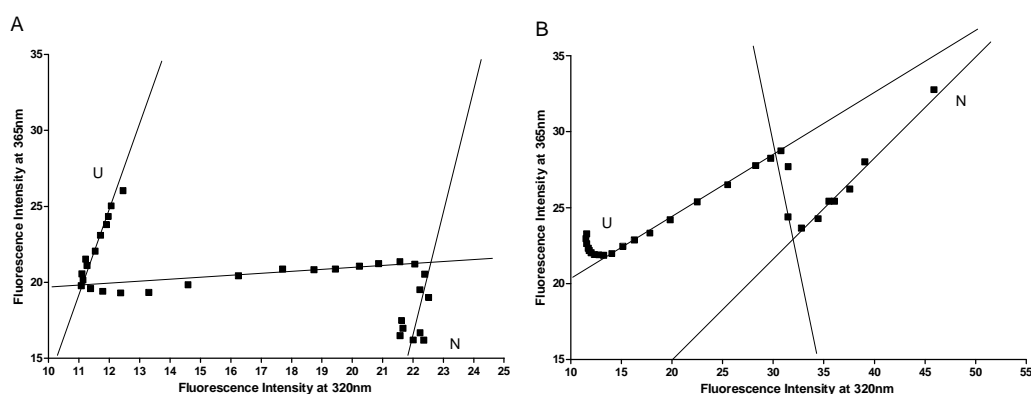 A
Fluorescence Intensity at 365nm
35
30
25
20
15
U
N
10 11 12 13 14 15 16 17 18 19 20 21 22 23 24 25
Fluorescence Intensity at 320nm
B
Fluorescence Intensity at 365nm
35
30
25
20
15
N
U
10 15 20 25 30 35 40 45 50 55
Fluorescence Intensity at 320nm